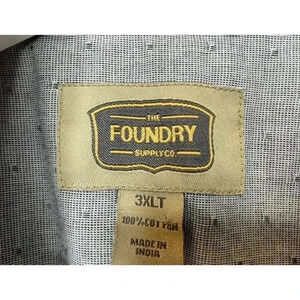 THE
FOUNDRY
SUPPLY CO
3XLT
100% COTTON
MADE IN
INDIA